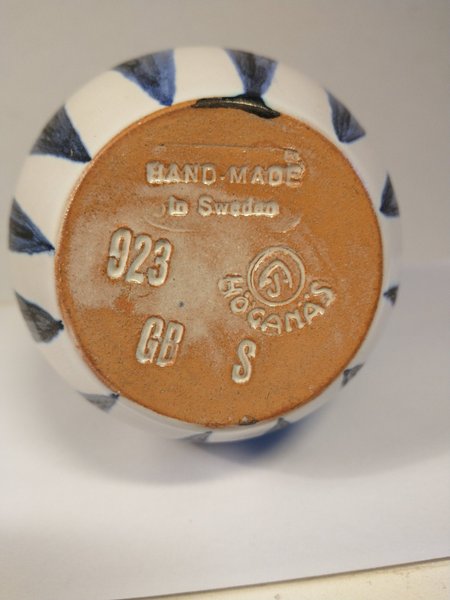 HAND-MADE
in Sweden
923
HÖGANÄS
GB
S